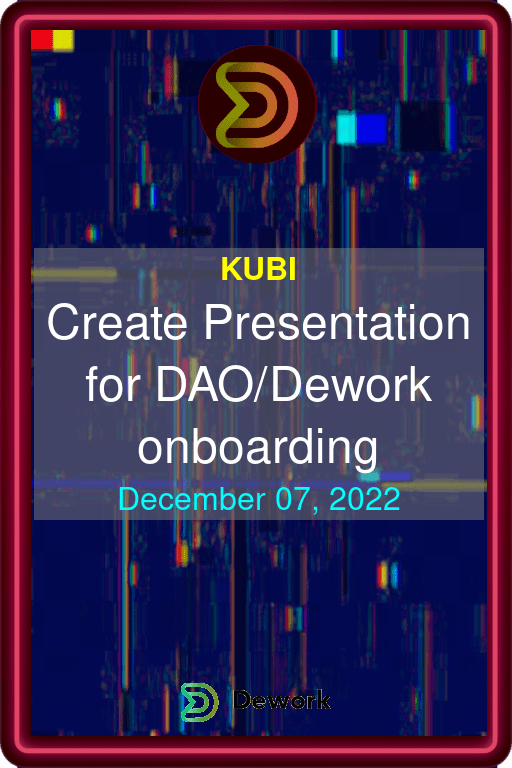 KUBI
Create Presentation
for DAO/Dework
onboarding
December 07, 2022
Dework